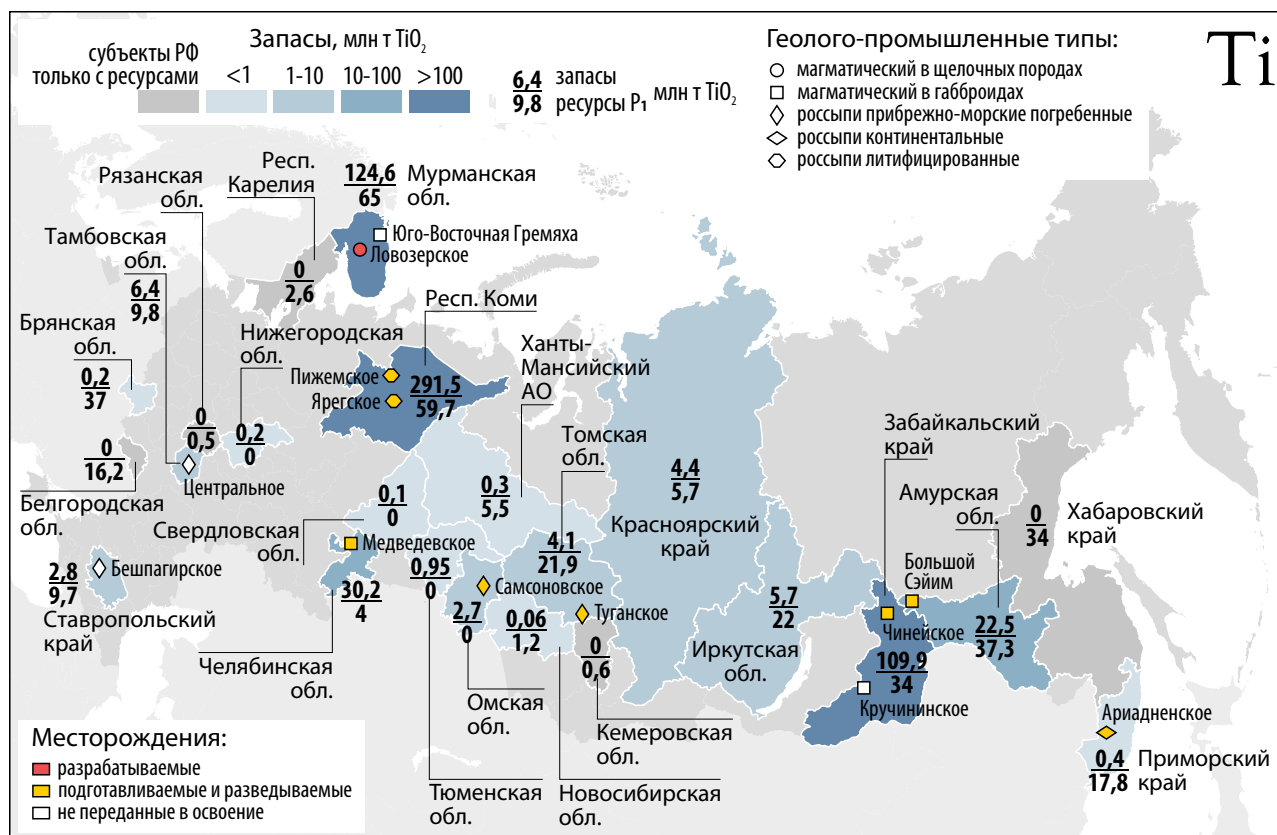 субъекты РФ
только с ресурсами
Запасы, млн т TiO₂
<1
1-10
10-100
>100
6,4
9,8
запасы
ресурсы P₁
млн т TiO₂
Геолого-промышленные типы:
магматический в щелочных породах
магматический в габброидах
россыпи прибрежно-морские погребенные
россыпи континентальные
россыпи литифицированные
Ti
Рязанская
обл.
Респ.
Карелия
124,6
65
Мурманская
обл.
Юго-Восточная Гремяха
Ловозерское
Тамбовская
обл.
6,4
9,8
0
2,6
Респ. Коми
Брянская
обл.
0,2
37
Нижегородская
обл.
Пижемское
Ярегское
291,5
59,7
Ханты-
Мансийский
АО
0
0,5
0,2
0
0
16,2
Белгородская
обл.
Центральное
Свердловская
обл.
0,1
0
0,3
5,5
Томская
обл.
4,4
5,7
Красноярский
край
Забайкальский
край
Амурская
обл.
0
34
Хабаровский
край
Медведевское
4,1
21,9
Большой
Сэйим
2,8
9,7
Бешпагирское
Ставропольский
край
30,2
4
0,95
0
Самсоновское
2,7
0
0,06
1,2
Туганское
5,7
22
Чинейское
22,5
37,3
0
0,6
Иркутская
обл.
109,9
34
Кручининское
Челябинская
обл.
Омская
обл.
Кемеровская
обл.
Ариадненское
0,4
17,8
Приморский
край
Тюменская
обл.
Новосибирская
обл.
Месторождения:
разрабатываемые
подготавливаемые и разведываемые
не переданные в освоение